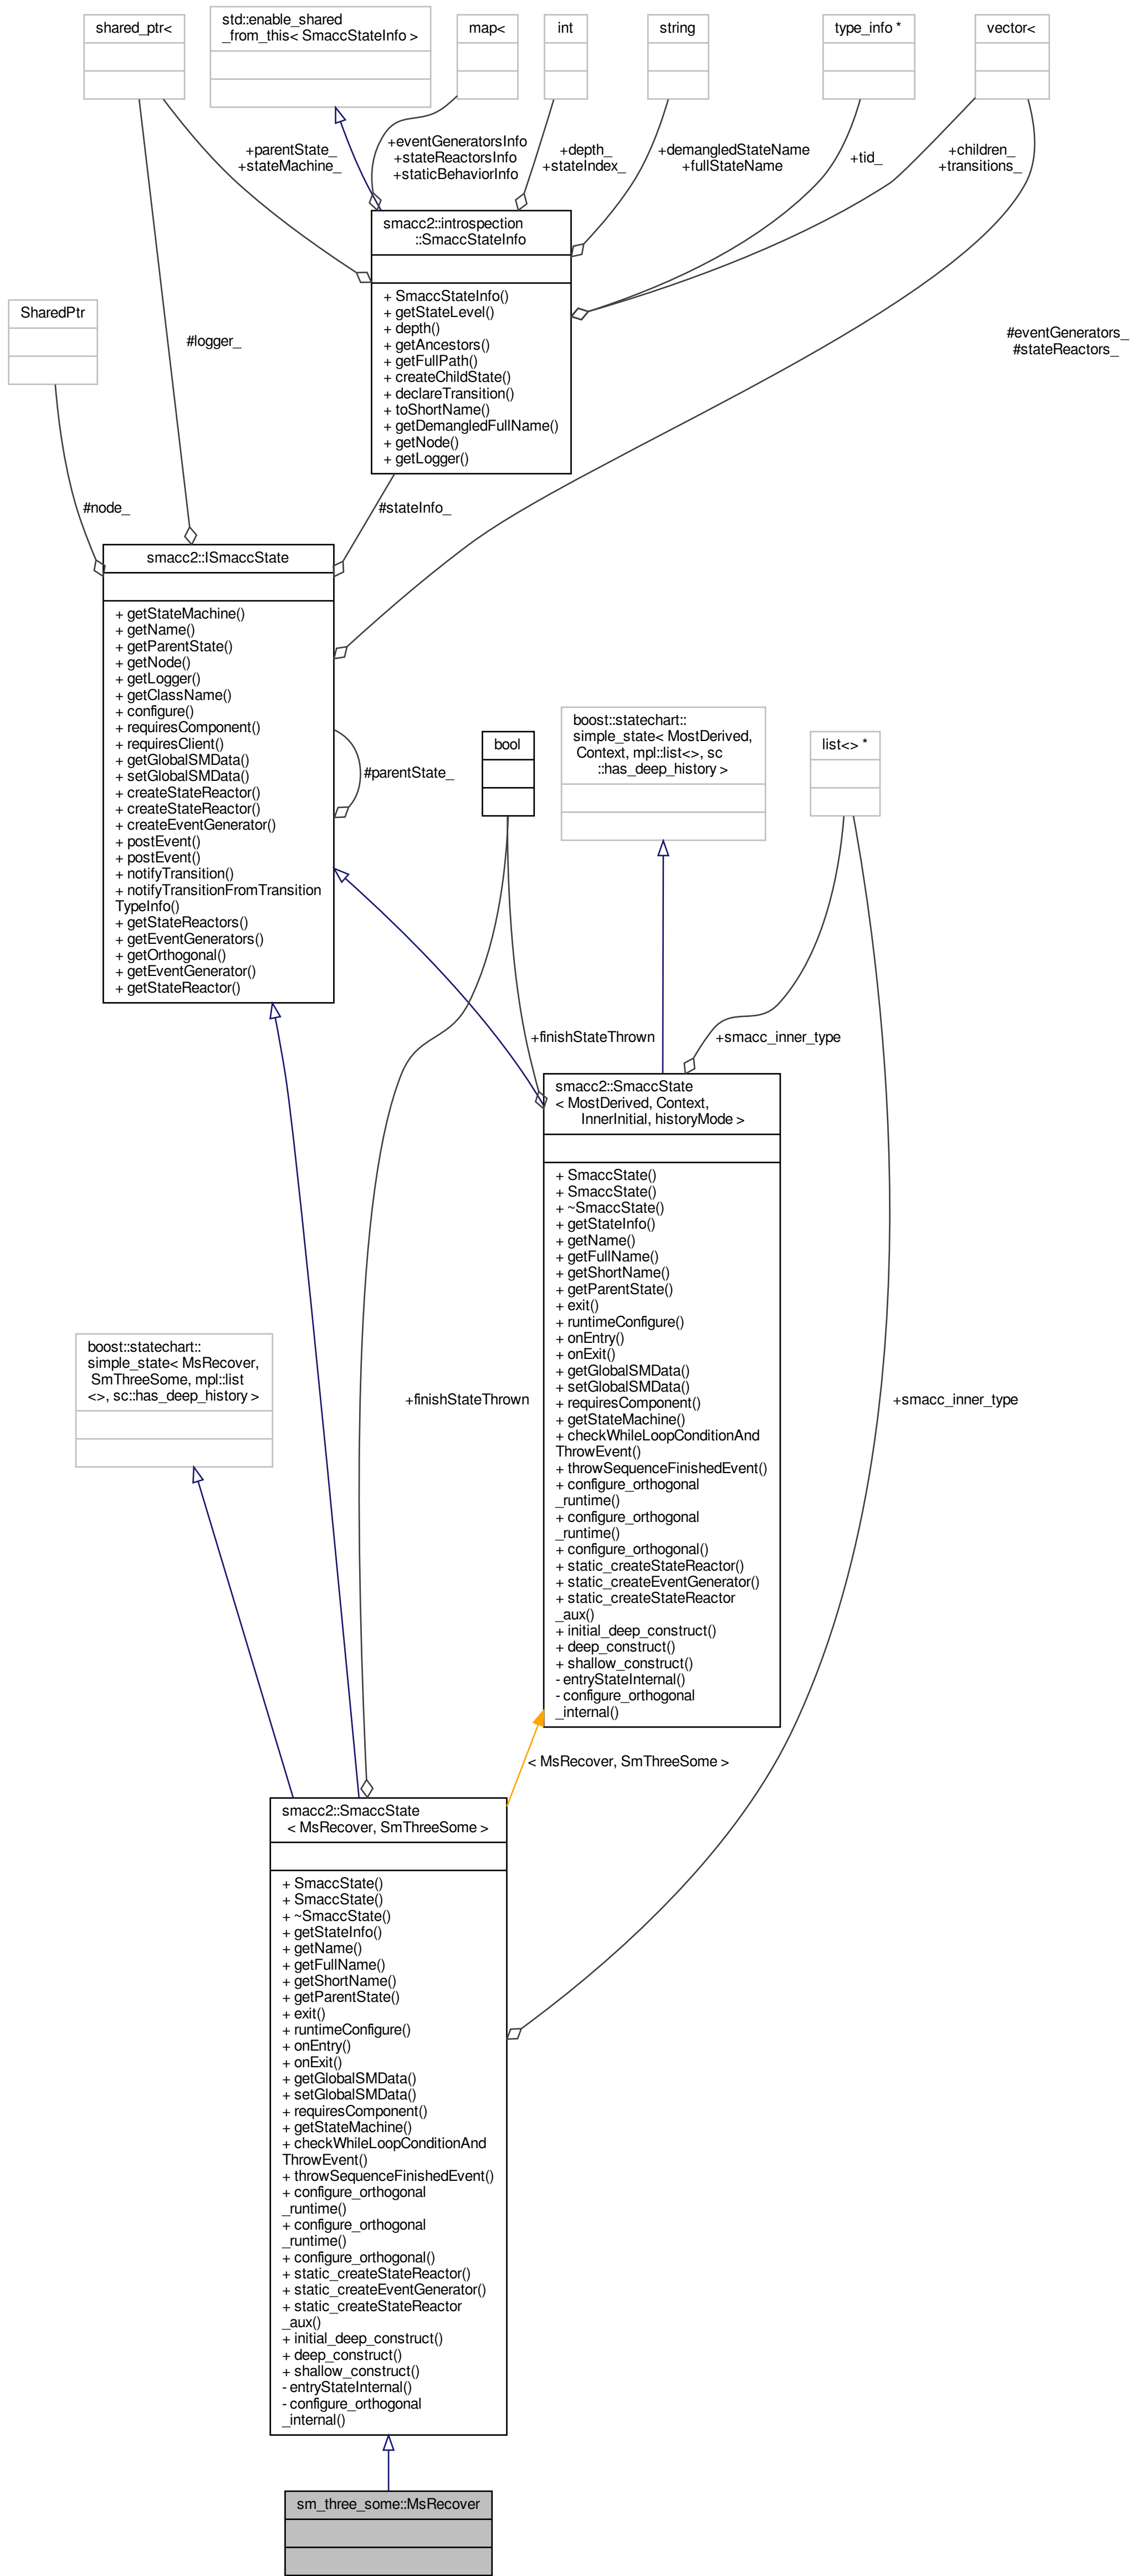 shared_ptr<
std::enable_shared
_from_this< SmaccStateInfo >
map<
int
string
type_info *
vector<
+parentState_
+stateMachine_
+eventGeneratorsInfo
+stateReactorsInfo
+staticBehaviorInfo
+depth_
+stateIndex_
+demangledStateName
+fullStateName
+tid_
+children_
+transitions_
smacc2::introspection
::SmaccStateInfo
+ SmaccStateInfo()
+ getStateLevel()
+ depth()
+ getAncestors()
+ getFullPath()
+ createChildState()
+ declareTransition()
+ toShortName()
+ getDemangledFullName()
+ getNode()
+ getLogger()
SharedPtr
#logger_
#eventGenerators_
#stateReactors_
#node_
#stateInfo_
smacc2::ISmaccState
+ getStateMachine()
+ getName()
+ getParentState()
+ getNode()
+ getLogger()
+ getClassName()
+ configure()
+ requiresComponent()
+ requiresClient()
+ getGlobalSMData()
+ setGlobalSMData()
+ createStateReactor()
+ createStateReactor()
+ createEventGenerator()
+ postEvent()
+ postEvent()
+ notifyTransition()
+ notifyTransitionFromTransition
TypeInfo()
+ getStateReactors()
+ getEventGenerators()
+ getOrthogonal()
+ getEventGenerator()
+ getStateReactor()
#parentState_
bool
boost::statechart::
simple_state< MostDerived,
Context, mpl::list<>, sc
::has_deep_history >
list<> *
+finishStateThrown
+smacc_inner_type
smacc2::SmaccState
< MostDerived, Context,
InnerInitial, historyMode >
+ SmaccState()
+ SmaccState()
+ ~SmaccState()
+ getStateInfo()
+ getName()
+ getFullName()
+ getShortName()
+ getParentState()
+ exit()
+ runtimeConfigure()
+ onEntry()
+ onExit()
+ getGlobalSMData()
+ setGlobalSMData()
+ requiresComponent()
+ getStateMachine()
+ checkWhileLoopConditionAnd
ThrowEvent()
+ throwSequenceFinishedEvent()
+ configure_orthogonal
_runtime()
+ configure_orthogonal
_runtime()
+ configure_orthogonal()
+ static_createStateReactor()
+ static_createEventGenerator()
+ static_createStateReactor
_aux()
+ initial_deep_construct()
+ deep_construct()
+ shallow_construct()
- entryStateInternal()
- configure_orthogonal
_internal()
boost::statechart::
simple_state< MsRecover,
SmThreeSome, mpl::list
<>, sc::has_deep_history >
+finishStateThrown
+smacc_inner_type
< MsRecover, SmThreeSome >
smacc2::SmaccState
< MsRecover, SmThreeSome >
+ SmaccState()
+ SmaccState()
+ ~SmaccState()
+ getStateInfo()
+ getName()
+ getFullName()
+ getShortName()
+ getParentState()
+ exit()
+ runtimeConfigure()
+ onEntry()
+ onExit()
+ getGlobalSMData()
+ setGlobalSMData()
+ requiresComponent()
+ getStateMachine()
+ checkWhileLoopConditionAnd
ThrowEvent()
+ throwSequenceFinishedEvent()
+ configure_orthogonal
_runtime()
+ configure_orthogonal
_runtime()
+ configure_orthogonal()
+ static_createStateReactor()
+ static_createEventGenerator()
+ static_createStateReactor
_aux()
+ initial_deep_construct()
+ deep_construct()
+ shallow_construct()
- entryStateInternal()
- configure_orthogonal
_internal()
sm_three_some::MsRecover